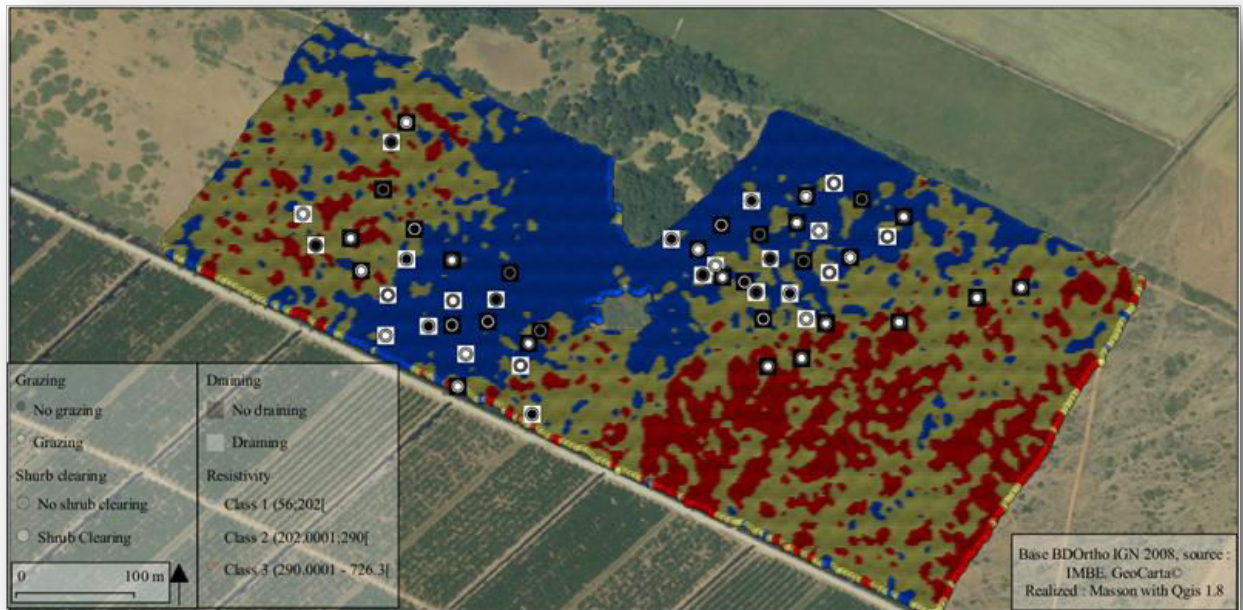 Grazing
No grazing
Grazing
Shurb clearing
No shrub clearing
Shrub Clearing
0 100 m
Draining
No draining
Draining
Resistivity
Class 1 (56;202[
Class 2 (202.0001;290[
Class 3 (290.0001 - 726.3[
Base BDOrtho IGN 2008, source :
IMBE, GeoCarta©
Realized : Masson with Qgis 1.8